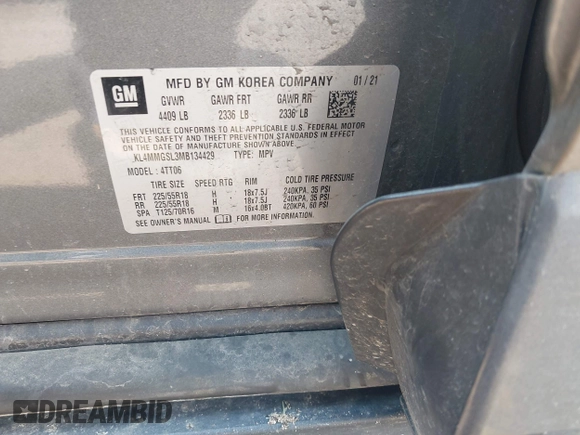 GM MFD BY GM KOREA COMPANY 01/21
GVWR GAWR FRT GAWR RR
4409 LB 2336 LB 2336 LB
THIS VEHICLE CONFORMS TO ALL APPLICABLE U.S. FEDERAL MOTOR
VEHICLE SAFETY AND THEFT PREVENTION STANDARDS IN EFFECT
ON THE DATE OF MANUFACTURE SHOWN ABOVE.
KL4MMGSL3MB134429 TYPE: MPV
MODEL: 4TT06
TIRE SIZE SPEED RTG RIM COLD TIRE PRESSURE
FRT 225/55R18 H - 18x7.5J 240KPA, 35 PSI
RR 225/55R18 H - 18x7.5J 240KPA, 35 PSI
SPA T125/70R16 M - 16x4.0BT 420KPA, 60 PSI
SEE OWNER'S MANUAL FOR MORE INFORMATION.
DREAMBID